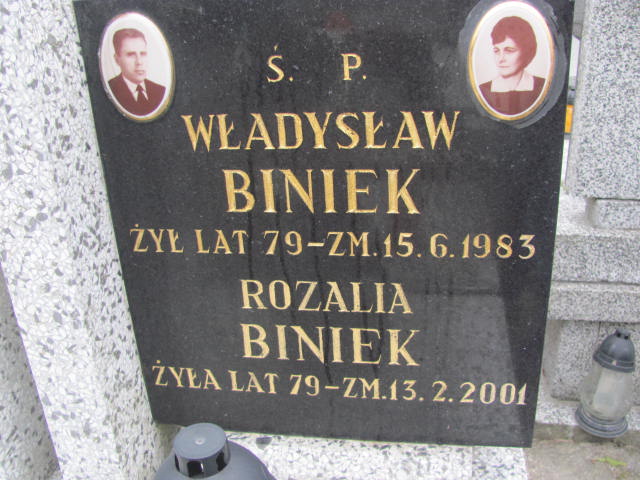 Ś. P.
WŁADYSŁAW
BINIEK
ŻYŁ LAT 79-ZM.15.6.1983
ROZALIA
BINIEK
ŻYŁA LAT 79-ZM.13.2.2001